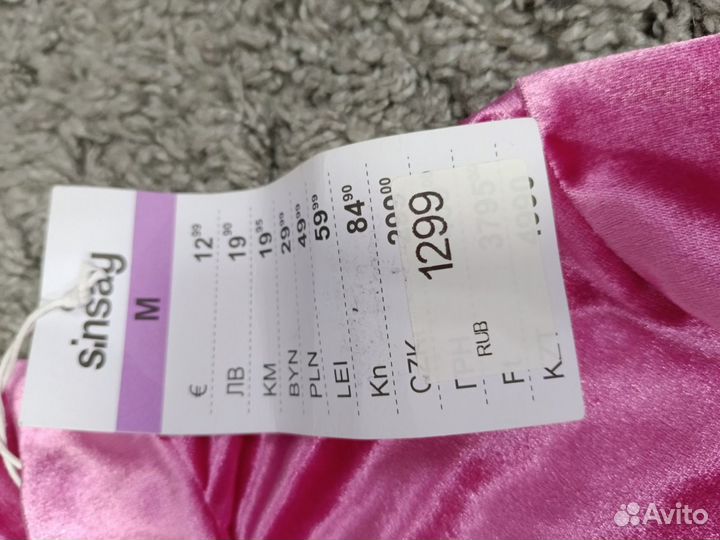 sinsay
M
€ 12 99
ЛВ 19 90
KM 19 95
BYN 29 99
PLN 49 99
LEI 59 99
Kn 84 90
CZK
1299
RUB
Avito